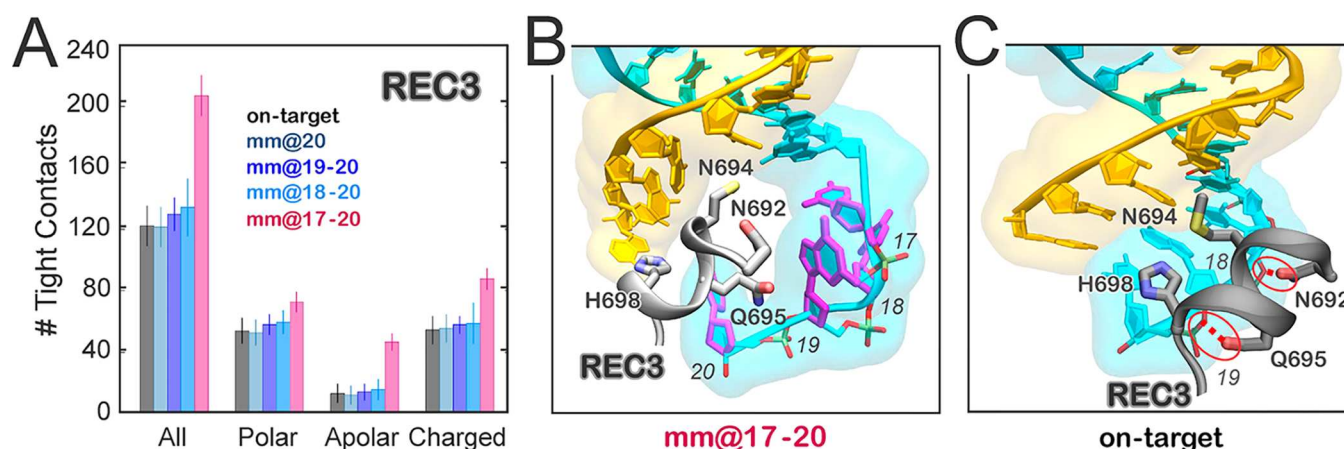 A
240
200
160
120
80
40
0
# Tight Contacts
REC3
on-target
mm@20
mm@19-20
mm@18-20
mm@17-20
All Polar Apolar Charged
B
N694
N692
17
H698
Q695
18
19
REC3
20
mm@17-20
C
N694
18
H698
N692
Q695
19
REC3
on-target